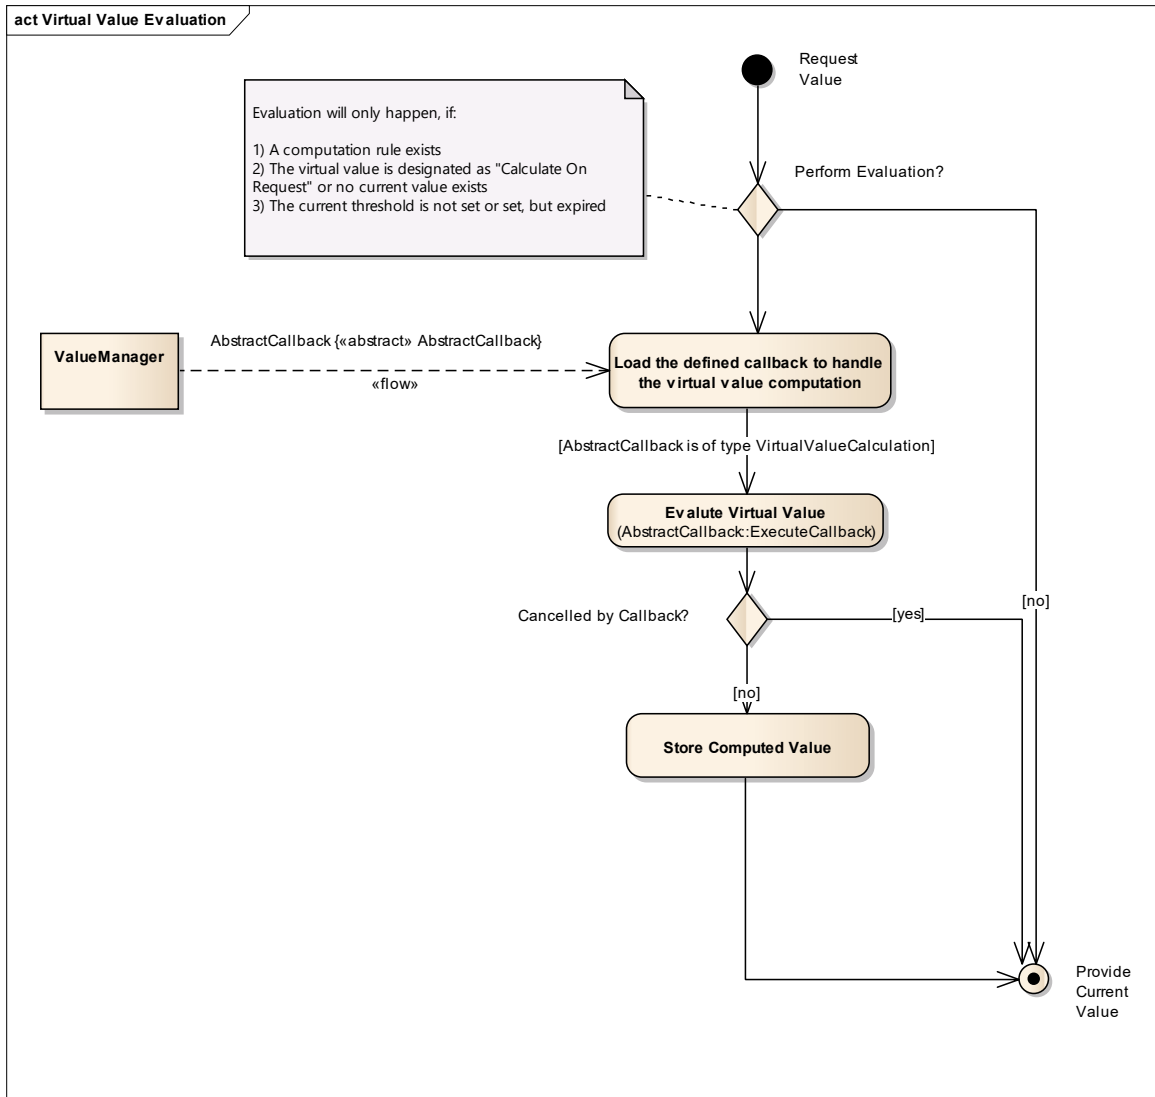 act Virtual Value Evaluation
Request
Value
Evaluation will only happen, if:
1) A computation rule exists
2) The virtual value is designated as "Calculate On
Request" or no current value exists
3) The current threshold is not set or set, but expired
Perform Evaluation?
ValueManager
AbstractCallback {«abstract» AbstractCallback}
«flow»
Load the defined callback to handle
the virtual value computation
[AbstractCallback is of type VirtualValueCalculation]
Evalute Virtual Value
(AbstractCallback::ExecuteCallback)
Cancelled by Callback?
[yes]
[no]
[no]
Store Computed Value
Provide
Current
Value